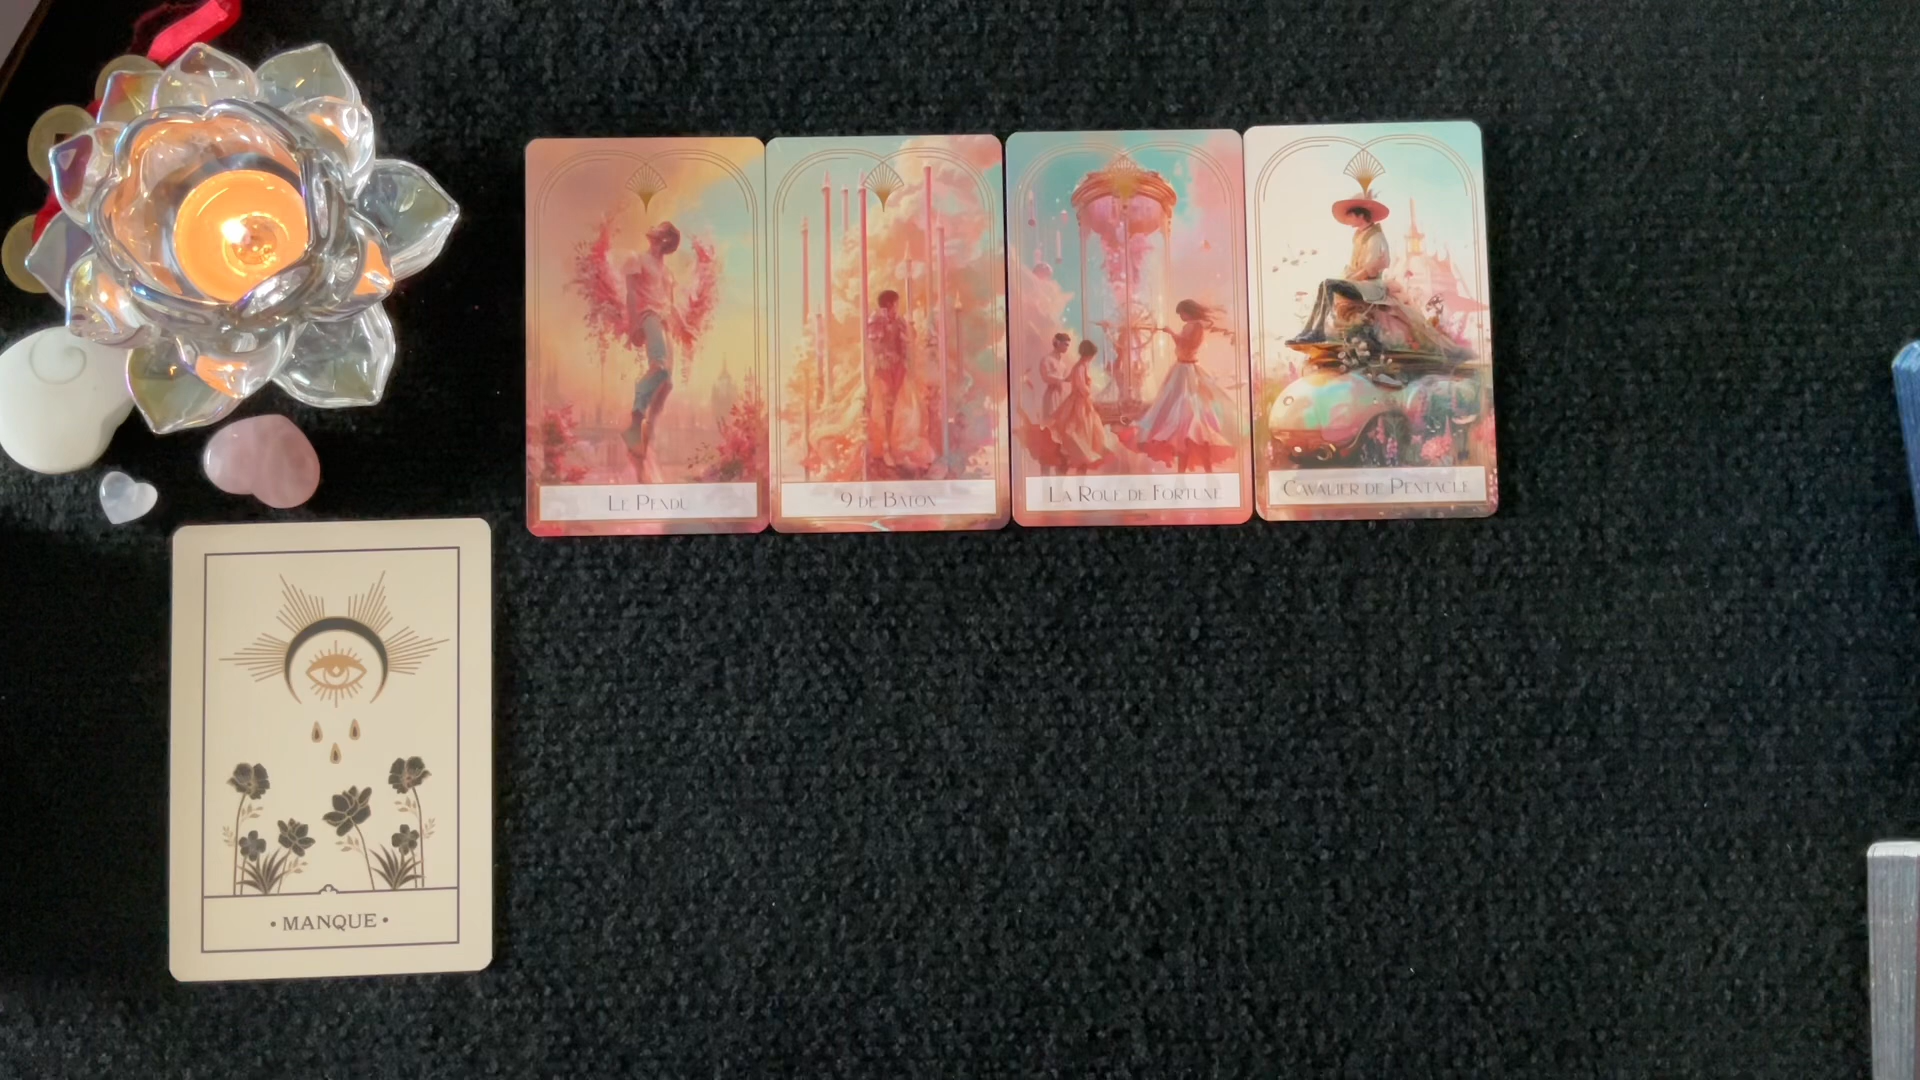 Le Pendu
9 de Baton
La Roue de Fortune
Cavalier de Pentacle
• MANQUE •